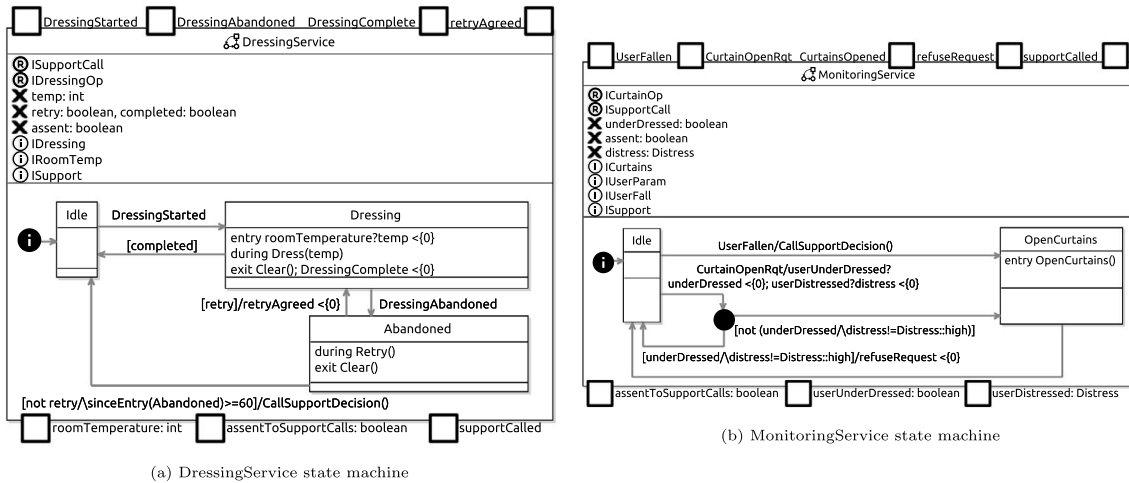 DressingStarted DressingAbandoned DressingComplete retryAgreed
DressingService
R ISupportCall
R IDressingOp
temp: int
retry: boolean, completed: boolean
assent: boolean
i IDressing
i IRoomTemp
i ISupport
i
Idle
DressingStarted
[completed]
Dressing
entry roomTemperature?temp <{0}
during Dress(temp)
exit Clear(); DressingComplete <{0}
[retry]/retryAgreed <{0}
DressingAbandoned
Abandoned
during Retry()
exit Clear()
[not retry/\sinceEntry(Abandoned)>=60]/CallSupportDecision()
roomTemperature: int assentToSupportCalls: boolean supportCalled
(a) DressingService state machine
UserFallen CurtainOpenRqt CurtainsOpened refuseRequest supportCalled
MonitoringService
R ICurtainOp
R ISupportCall
underDressed: boolean
assent: boolean
distress: Distress
I ICurtains
i IUserParam
I IUserFall
i ISupport
i
Idle
UserFallen/CallSupportDecision()
CurtainOpenRqt/userUnderDressed?
underDressed <{0}; userDistressed?distress <{0}
OpenCurtains
entry OpenCurtains()
[not (underDressed/\distress!=Distress::high)]
[underDressed/\distress!=Distress::high]/refuseRequest <{0}
assentToSupportCalls: boolean userUnderDressed: boolean userDistressed: Distress
(b) MonitoringService state machine